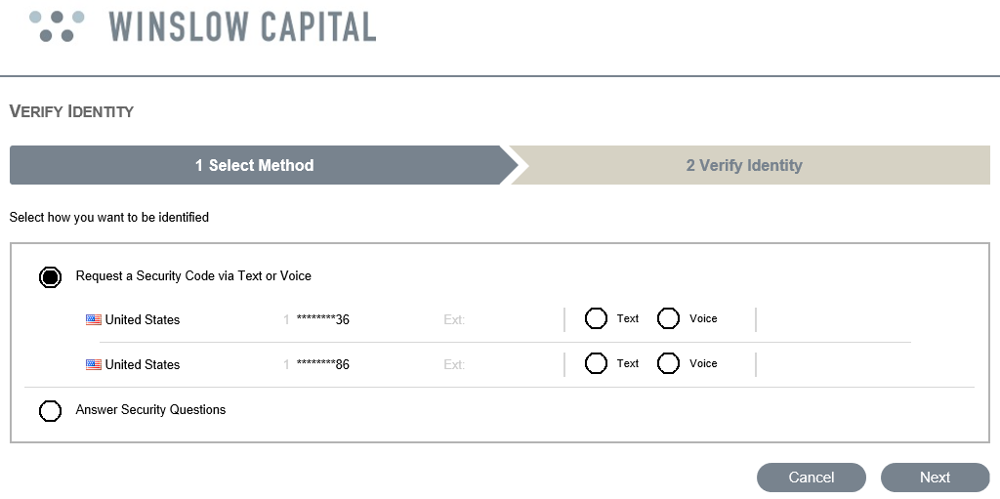 WINSLOW CAPITAL
VERIFY IDENTITY
1 Select Method 2 Verify Identity
Select how you want to be identified
Request a Security Code via Text or Voice
United States 1 ********36 Ext: Text Voice
United States 1 ********86 Ext: Text Voice
Answer Security Questions
Cancel Next